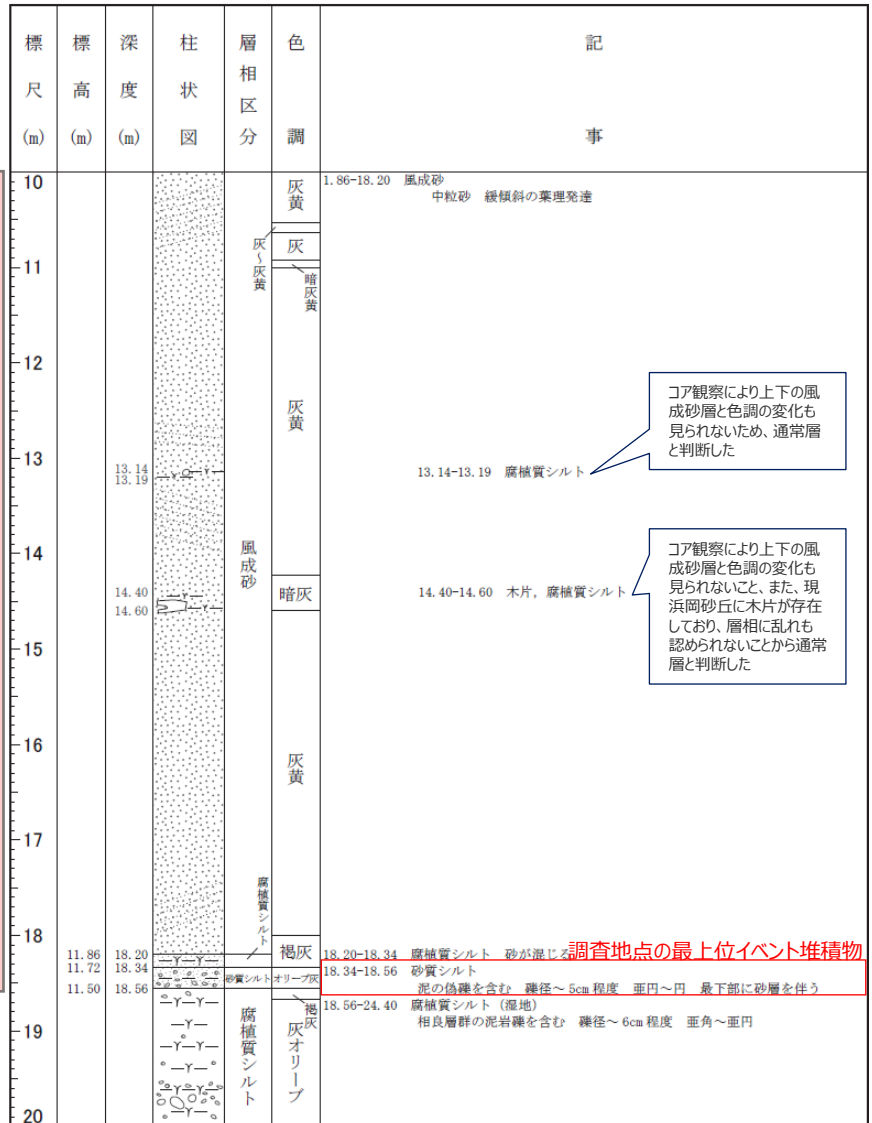 標尺(m)
標高(m)
深度(m)
柱状図
層相区分
色調
記事
10
11
12
13
14
15
16
17
18
19
20
11.86
11.72
11.50
13.14
13.19
14.40
14.60
18.20
18.34
18.56
風成砂
腐植質シルト
砂質シルト
腐植質シルト
灰黄
灰～灰黄
灰
暗灰黄
灰黄
暗灰
灰黄
褐灰
オリーブ灰
褐灰
灰オリーブ
1.86-18.20 風成砂
中粒砂 緩傾斜の葉理発達
コア観察により上下の風
成砂層と色調の変化も
見られないため、通常層
と判断した
13.14-13.19 腐植質シルト
コア観察により上下の風
成砂層と色調の変化も
見られないこと、また、現
浜岡砂丘に木片が存在
しており、層相に乱れも
認められないことから通常
層と判断した
14.40-14.60 木片，腐植質シルト
18.20-18.34 腐植質シルト 砂が混じる
調査地点の最上位イベント堆積物
18.34-18.56 砂質シルト
泥の偽礫を含む 礫径～5cm程度 亜円～円 最下部に砂層を伴う
18.56-24.40 腐植質シルト（湿地）
相良層群の泥岩礫を含む 礫径～6cm程度 亜角～亜円